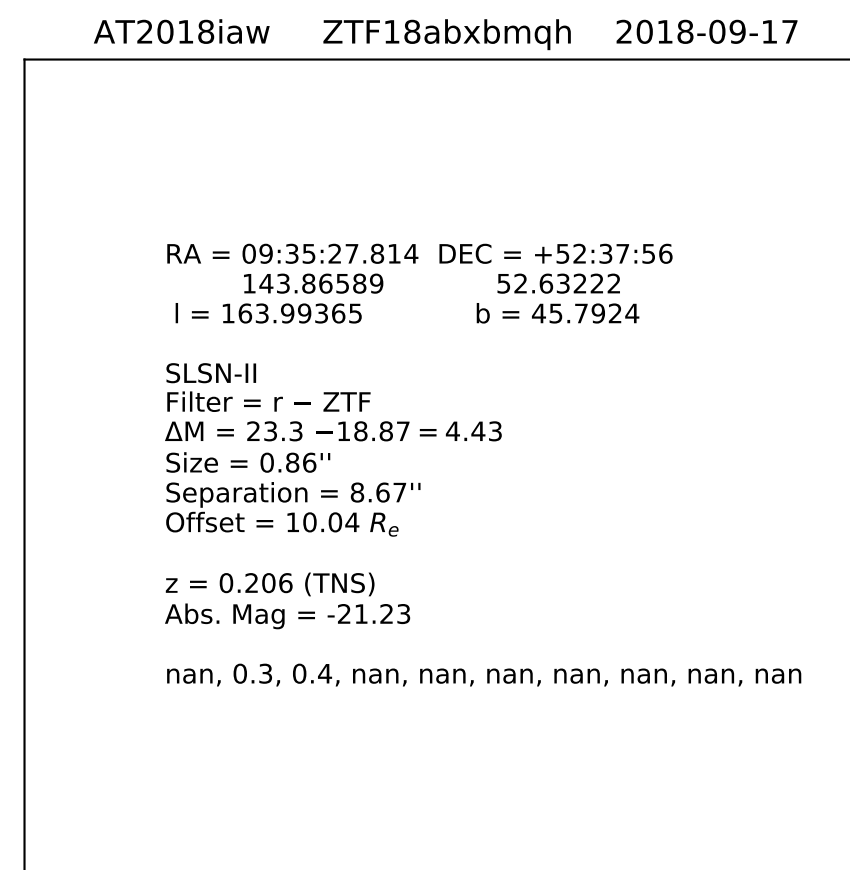 AT2018iaw ZTF18abxbmqh 2018-09-17
RA = 09:35:27.814 DEC = +52:37:56
143.86589 52.63222
l = 163.99365 b = 45.7924
SLSN-II
Filter = r − ZTF
ΔM = 23.3 −18.87 = 4.43
Size = 0.86''
Separation = 8.67''
Offset = 10.04 Re
z = 0.206 (TNS)
Abs. Mag = -21.23
nan, 0.3, 0.4, nan, nan, nan, nan, nan, nan, nan